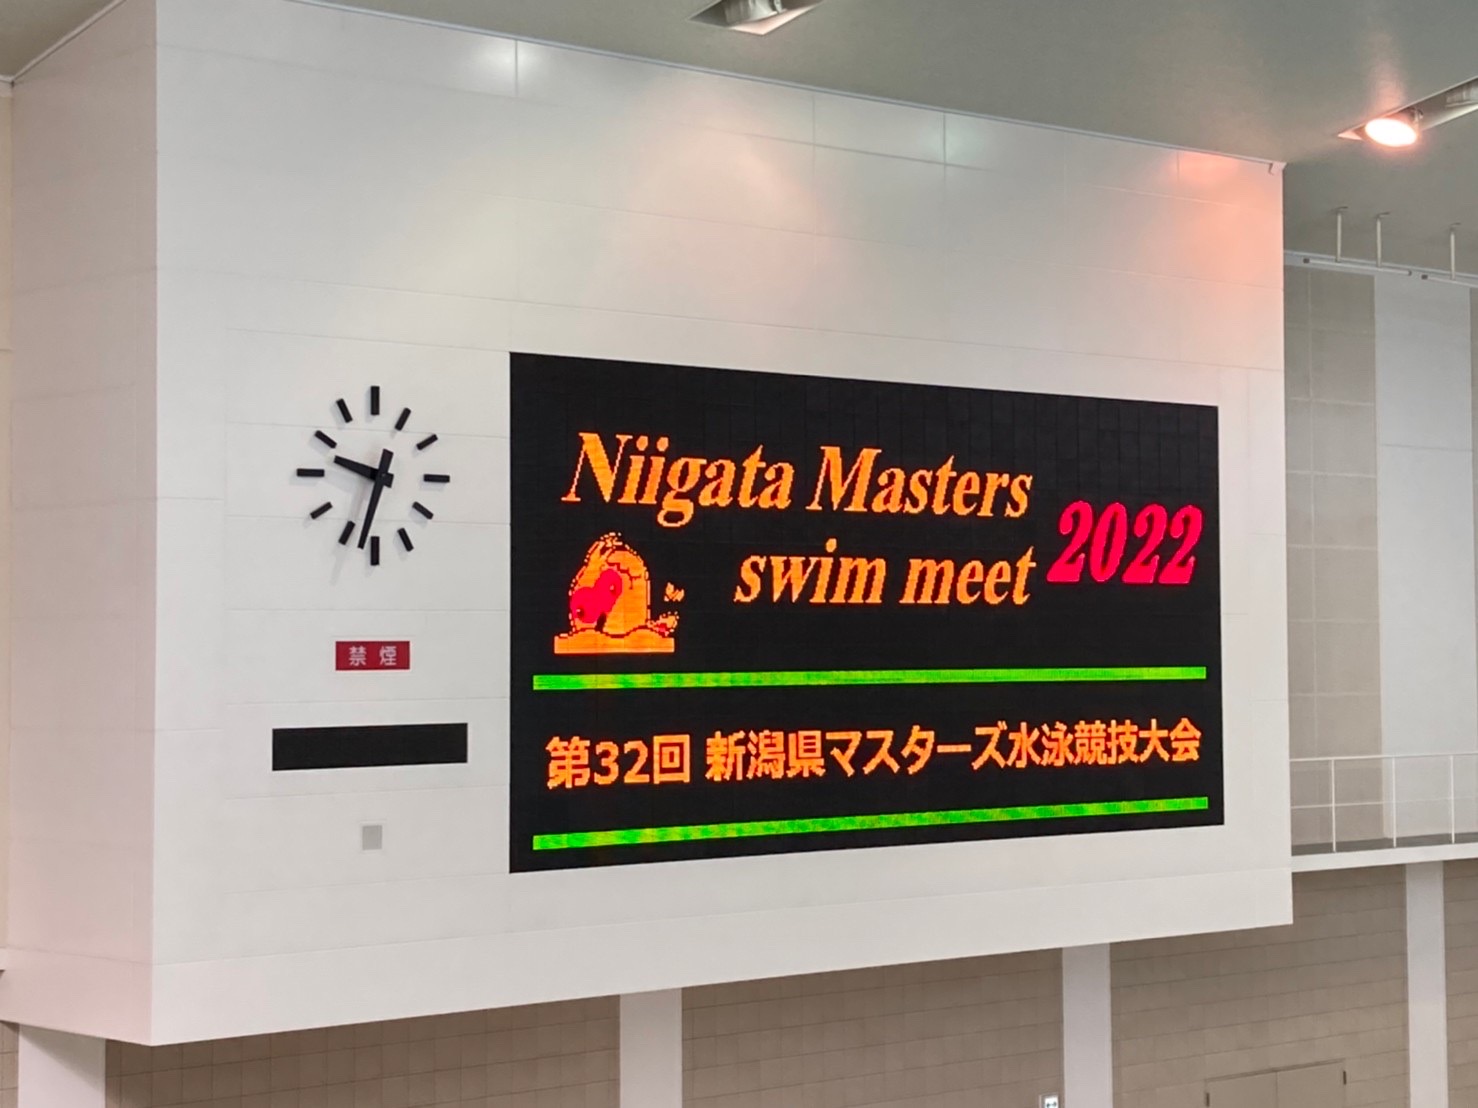 Niigata Masters
swim meet 2022
禁煙
第32回 新潟県マスターズ水泳競技大会